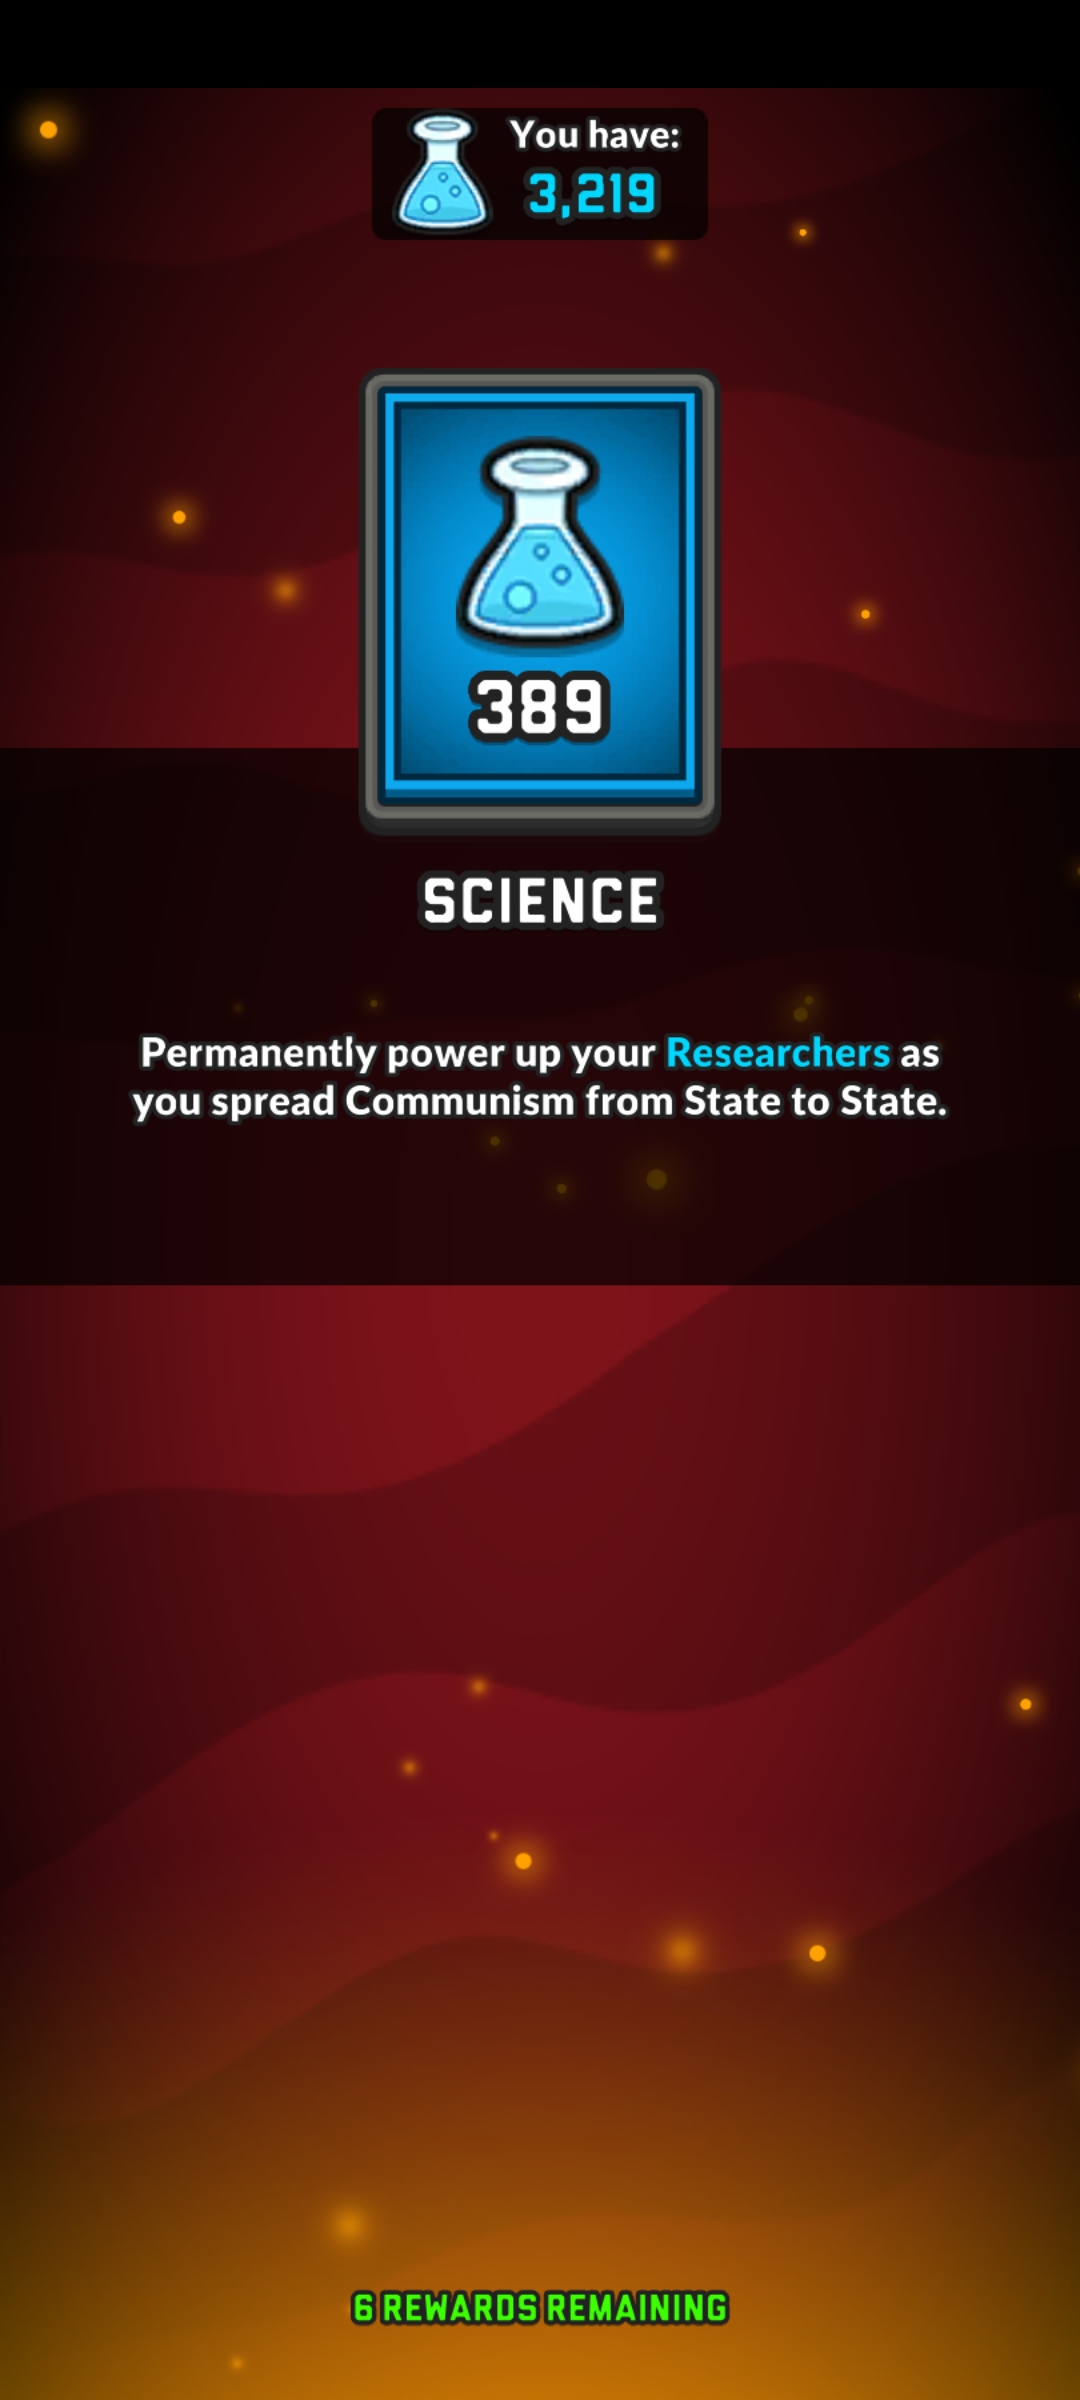 You have:
3,219
389
SCIENCE
Permanently power up your Researchers as
you spread Communism from State to State.
6 REWARDS REMAINING